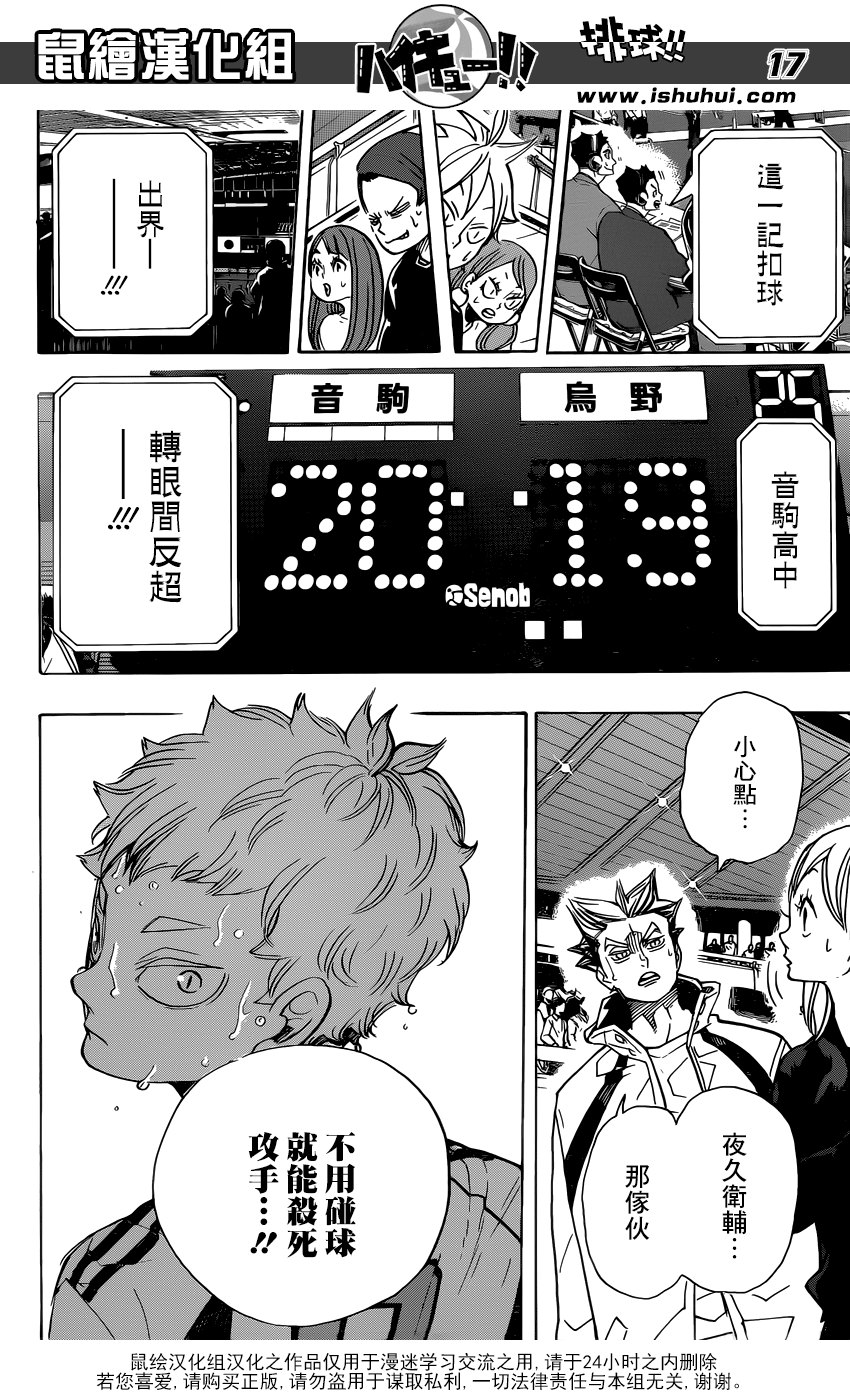 鼠繪漢化組
ハイキュー!!
排球!!
17
www.ishuhui.com
這一記扣球
出界——!!!
音駒
烏野
25
20
19
Senoh
音駒高中
轉眼間反超——!!!
小心點…
夜久衛輔…
那傢伙
不用碰球
就能殺死
攻手…!!
鼠绘汉化组汉化之作品仅用于漫迷学习交流之用,请于24小时之内删除
若您喜爱,请购买正版,请勿盗用于谋取私利,一切法律责任与本组无关,谢谢。